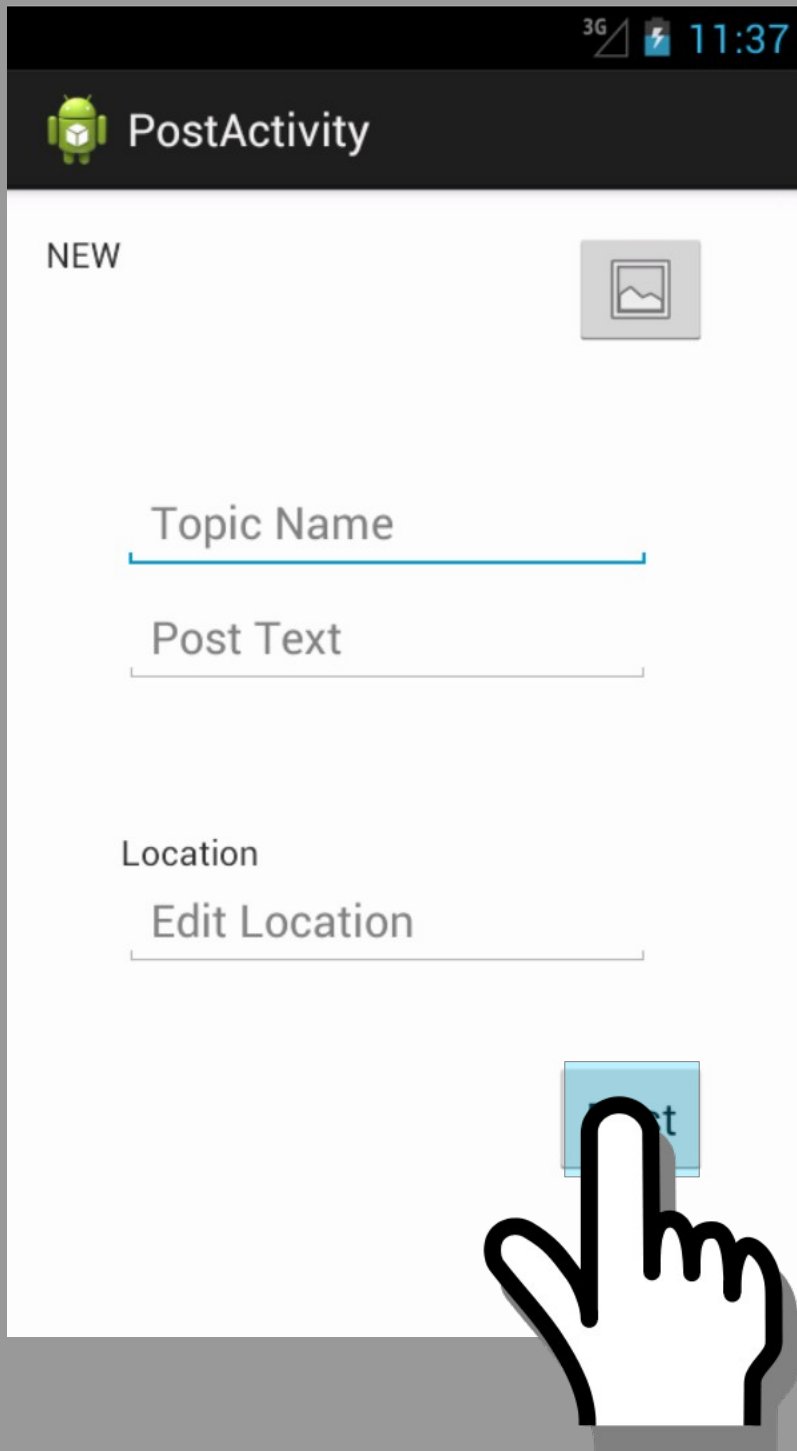 3G 11:37
PostActivity
NEW
Topic Name
Post Text
Location
Edit Location